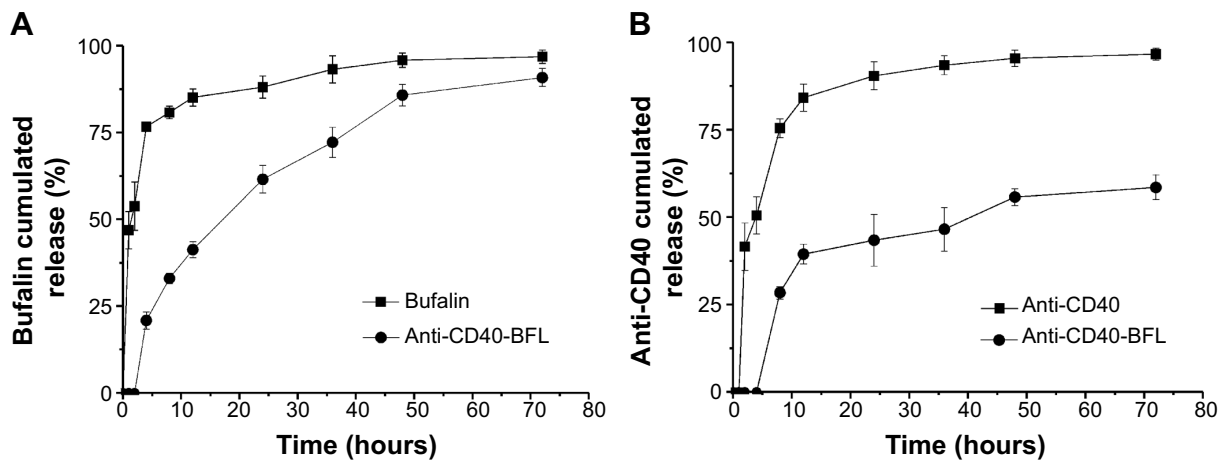 A
Bufalin cumulated
release (%)
100
75
50
25
0
Bufalin
Anti-CD40-BFL
0 10 20 30 40 50 60 70 80
Time (hours)
B
Anti-CD40 cumulated
release (%)
100
75
50
25
0
Anti-CD40
Anti-CD40-BFL
0 10 20 30 40 50 60 70 80
Time (hours)